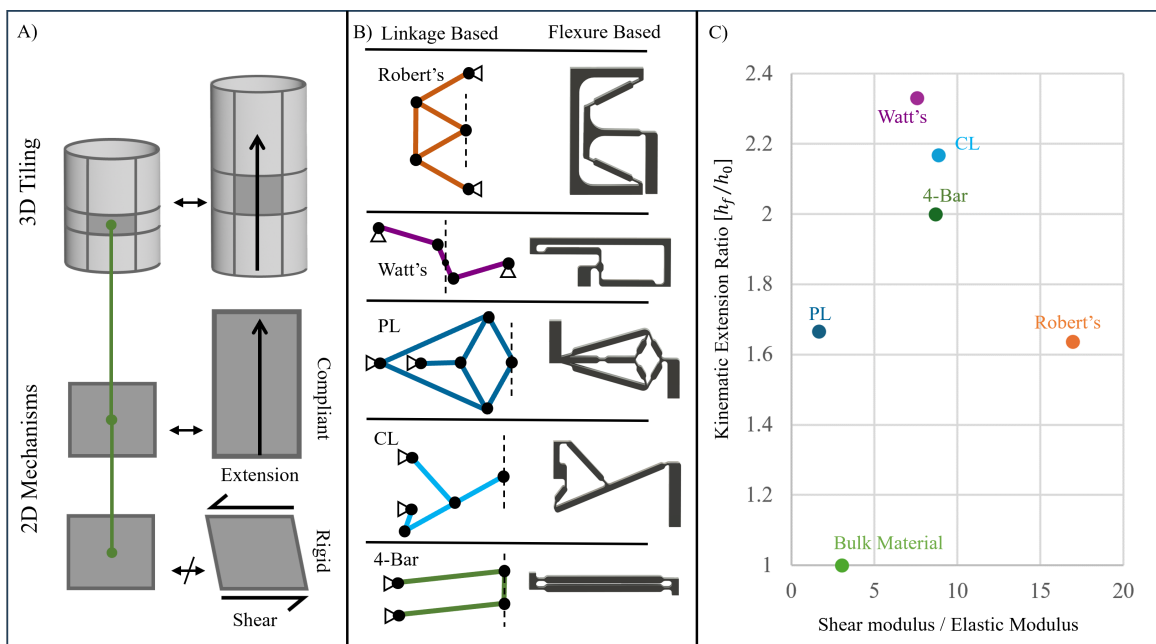 A)
3D Tiling
2D Mechanisms
Extension
Compliant
Shear
Rigid
B)
Linkage Based
Flexure Based
Robert's
Watt's
PL
CL
4-Bar
C)
Kinematic Extension Ratio [h_f/h_0]
2.4
2.2
2
1.8
1.6
1.4
1.2
1
Watt's
CL
4-Bar
PL
Robert's
Bulk Material
0 5 10 15 20
Shear modulus / Elastic Modulus